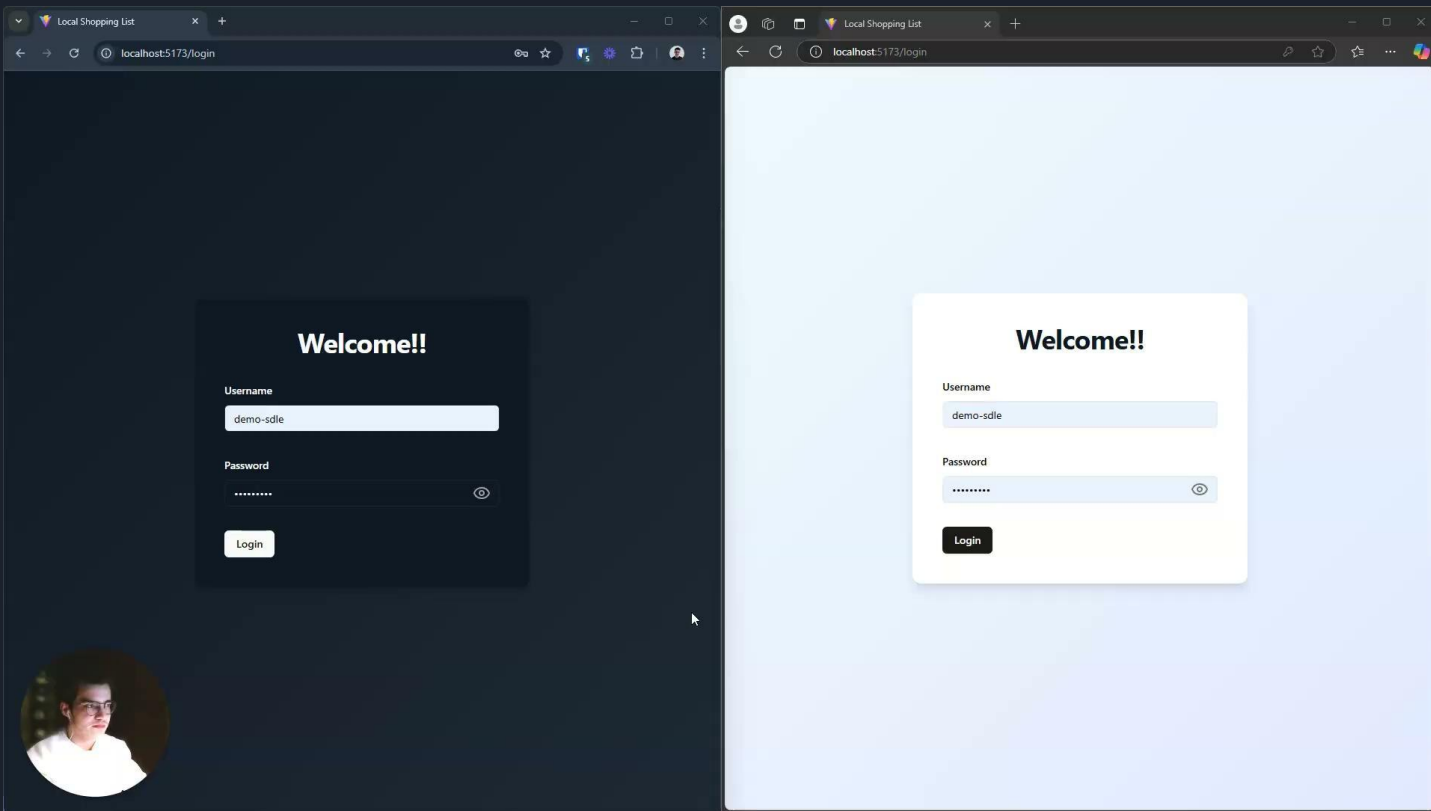 Local Shopping List
localhost:5173/login
5
Welcome!!
Username
demo-sdle
Password
•••••••••
Login
Local Shopping List
localhost:5173/login
Welcome!!
Username
demo-sdle
Password
•••••••••
Login